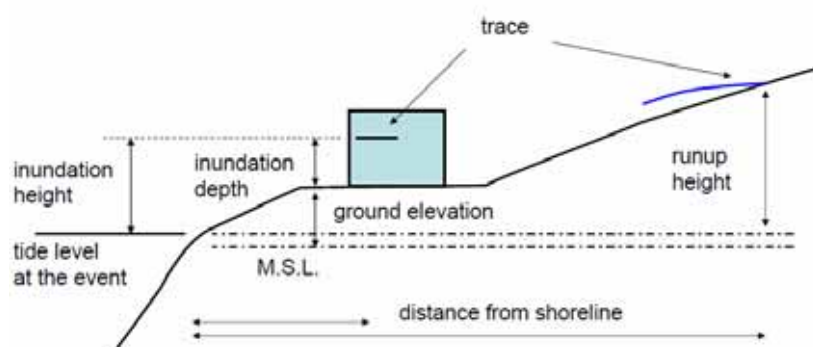 trace
inundation
height
inundation
depth
runup
height
ground elevation
tide level
at the event
M.S.L.
distance from shoreline